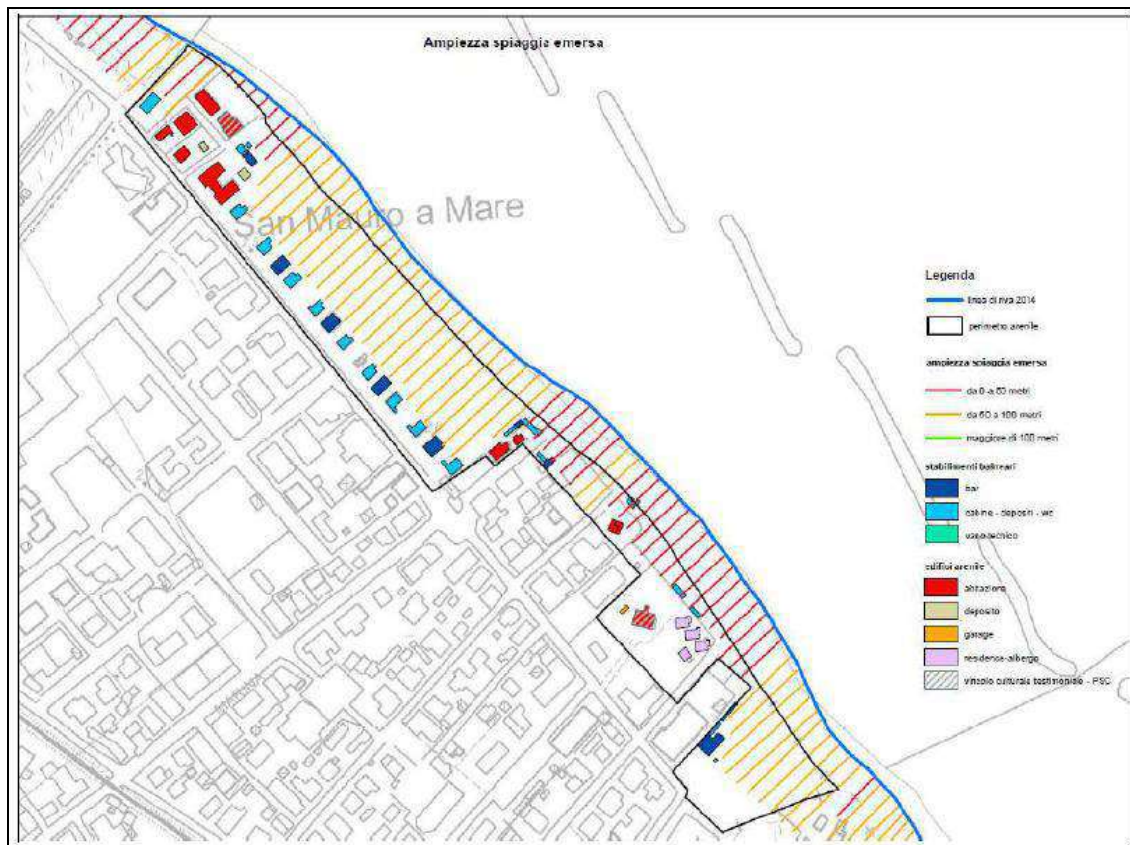 Ampiezza spiaggia emersa
San Mauro a Mare
Legenda
linea di riva 2014
perimetro arenile
ampiezza spiaggia emersa
da 0 a 50 metri
da 50 a 100 metri
maggiore di 100 metri
stabilimenti balneari
bar
cabine - depositi - wc
vano tecnico
edifici arenile
abitazione
deposito
garage
residence-albergo
vincolo culturale testimoniale - PSC